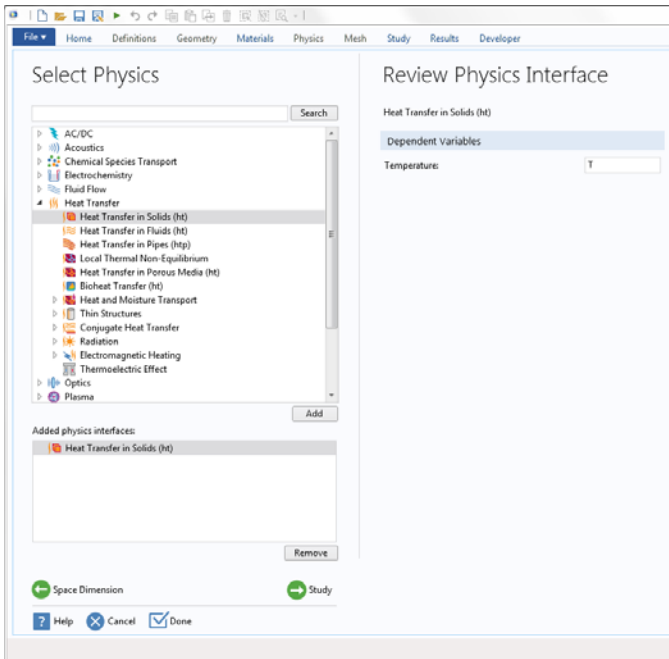 File Home Definitions Geometry Materials Physics Mesh Study Results Developer
Select Physics
Search
AC/DC
Acoustics
Chemical Species Transport
Electrochemistry
Fluid Flow
Heat Transfer
Heat Transfer in Solids (ht)
Heat Transfer in Fluids (ht)
Heat Transfer in Pipes (htp)
Local Thermal Non-Equilibrium
Heat Transfer in Porous Media (ht)
Bioheat Transfer (ht)
Heat and Moisture Transport
Thin Structures
Conjugate Heat Transfer
Radiation
Electromagnetic Heating
Thermoelectric Effect
Optics
Plasma
Add
Added physics interfaces:
Heat Transfer in Solids (ht)
Remove
Space Dimension Study
? Help Cancel Done
Review Physics Interface
Heat Transfer in Solids (ht)
Dependent Variables
Temperature: T